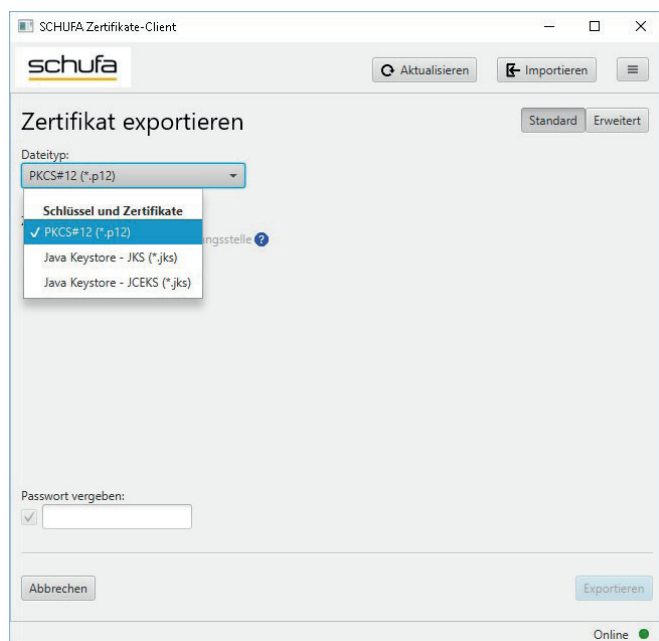 SCHUFA Zertifikate-Client
schufa
Aktualisieren
Importieren
Zertifikat exportieren
Standard
Erweitert
Dateityp:
PKCS#12 (*.p12)
Schlüssel und Zertifikate
PKCS#12 (*.p12)
ngsstelle ?
Java Keystore - JKS (*.jks)
Java Keystore - JCEKS (*.jks)
Passwort vergeben:
Abbrechen
Exportieren
Online